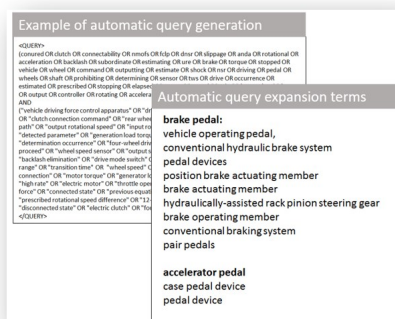 Example of automatic query generation
<QUERY>
(conured OR clutch OR connectability OR nmofs OR fclp OR dnsr OR slippage OR anda OR rotational OR
acceleration OR backlash OR subordinate OR estimating OR ure OR brake OR torque OR stopped OR
vehicle OR wheel OR command OR outputting OR estimate OR shock OR nsr OR driving OR pedal OR
wheels OR shaft OR prohibiting OR determining OR sensor OR tws OR drive OR occurrence OR
estimated OR prescribed OR stopping OR elapsed
OR output OR controller OR rotating OR accelera
AND
("vehicle driving force control apparatus" OR "dr
OR "clutch connection command" OR "rear whe
path" OR "output rotational speed" OR "input ro
"detected parameter" OR "generation load torqu
"determination occurrence" OR "four-wheel driv
proceed" OR "wheel speed sensor" OR "output s
"backlash elimination" OR "drive mode switch" O
range" OR "transition time" OR "wheel speed" O
connection" OR "motor torque" OR "generator lo
"high rate" OR "electric motor" OR "throttle ope
force" OR "connected state" OR "previous equat
"prescribed rotational speed difference" OR "12-
"disconnected state" OR "electric clutch" OR "fo
</QUERY>
Automatic query expansion terms
brake pedal:
vehicle operating pedal,
conventional hydraulic brake system
pedal devices
position brake actuating member
brake actuating member
hydraulically-assisted rack pinion steering gear
brake operating member
conventional braking system
pair pedals
accelerator pedal
case pedal device
pedal device